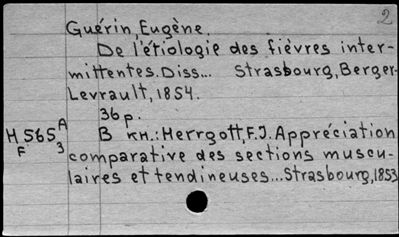 2
Guérin, Eugène.
De l'étiologie des fièvres inter-
mittentes. Diss... Strasbourg, Berger-
Levrault, 1854.
36 p.
H 565 A/3 В кн.: Herrgott, F.J. Appréciation
F comparative des sections muscu-
laires et tendineuses... Strasbourg, 1853